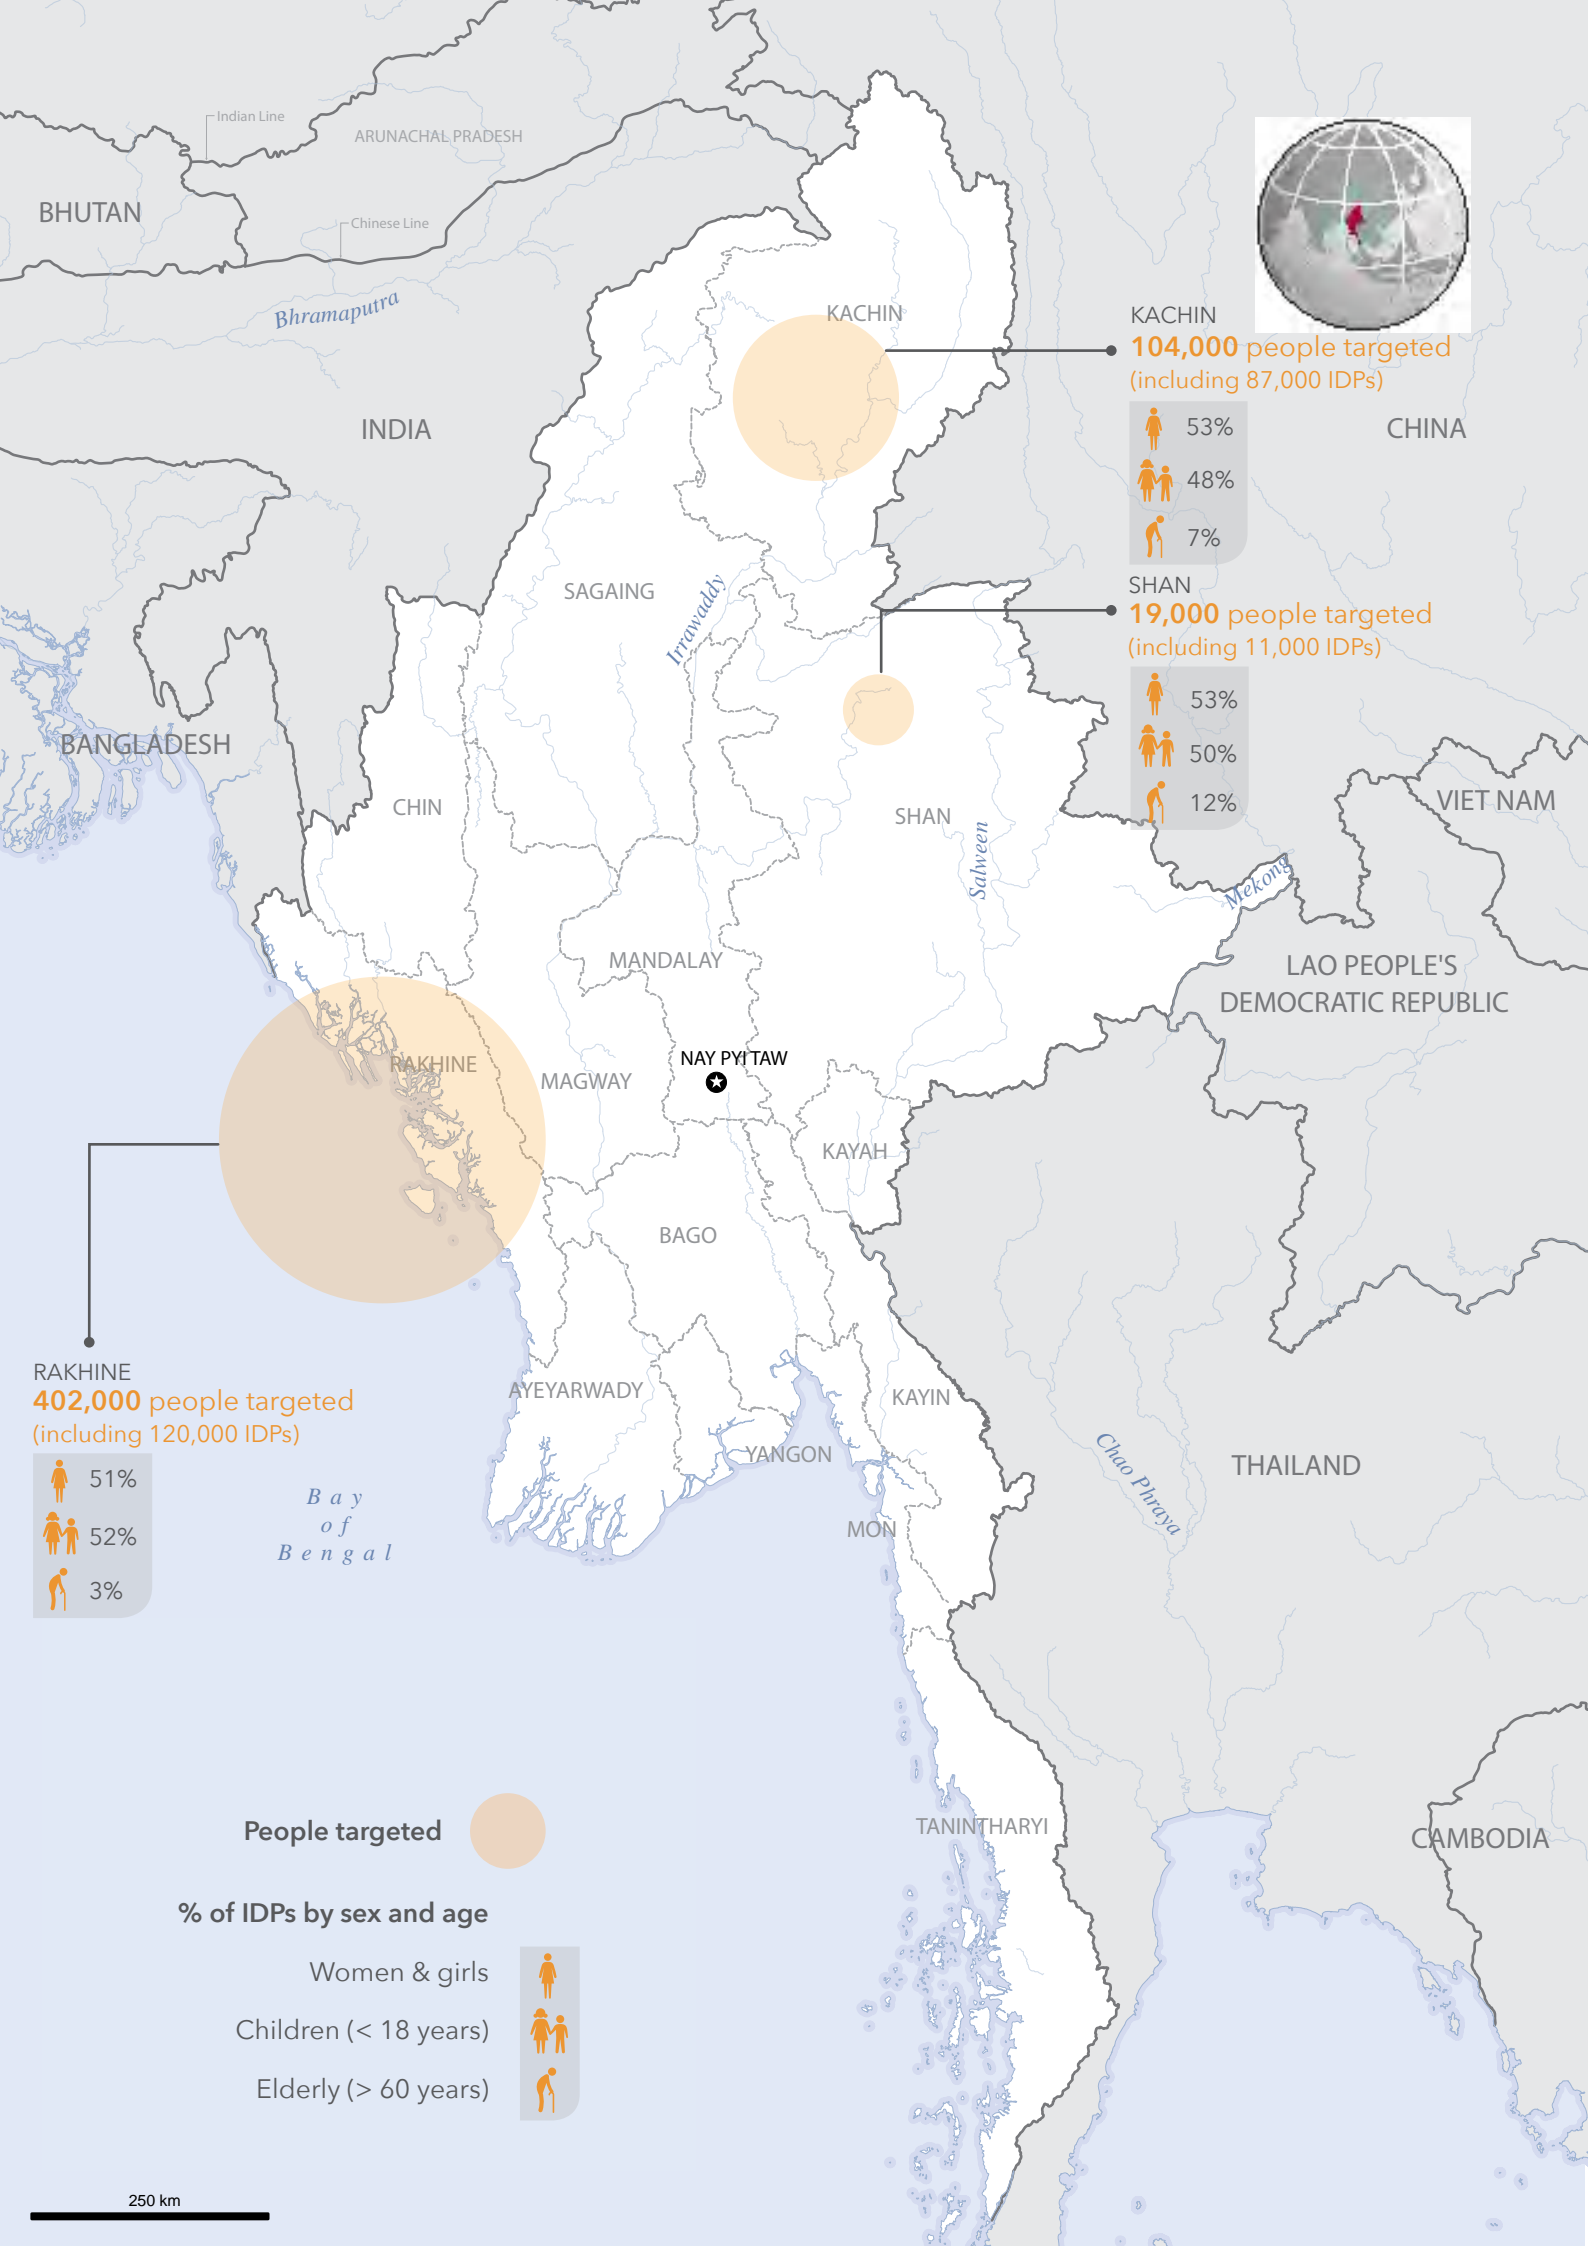 Indian Line
ARUNACHAL PRADESH
BHUTAN
Chinese Line
Bhramaputra
KACHIN
KACHIN
104,000 people targeted
(including 87,000 IDPs)
INDIA
CHINA
53%
48%
7%
SAGAING
Irrawaddy
SHAN
19,000 people targeted
(including 11,000 IDPs)
53%
50%
12%
BANGLADESH
CHIN
SHAN
Salween
VIET NAM
Mekong
MANDALAY
LAO PEOPLE'S
DEMOCRATIC REPUBLIC
RAKHINE
NAY PYI TAW
MAGWAY
KAYAH
BAGO
RAKHINE
402,000 people targeted
(including 120,000 IDPs)
51%
52%
3%
AYEYARWADY
KAYIN
YANGON
Chao Phraya
THAILAND
Bay
of
Bengal
MON
People targeted
TANINTHARYI
CAMBODIA
% of IDPs by sex and age
Women & girls
Children (< 18 years)
Elderly (> 60 years)
250 km